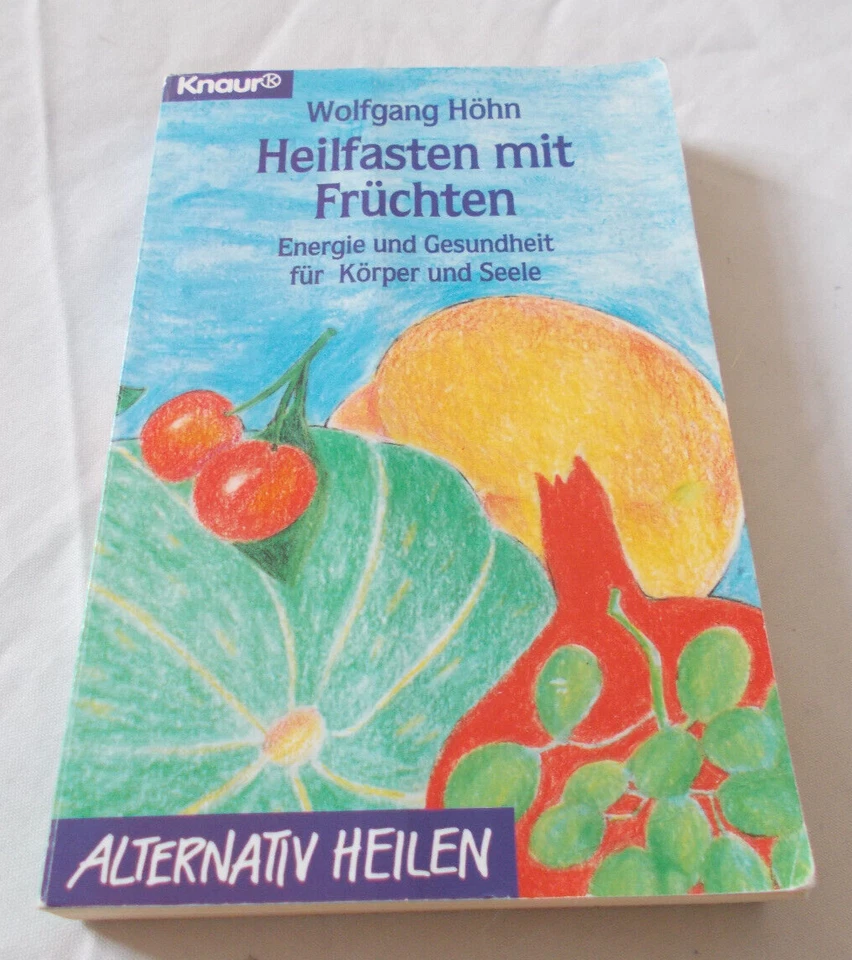 Knaur
Wolfgang Höhn
Heilfasten mit
Früchten
Energie und Gesundheit
für Körper und Seele
ALTERNATIV HEILEN